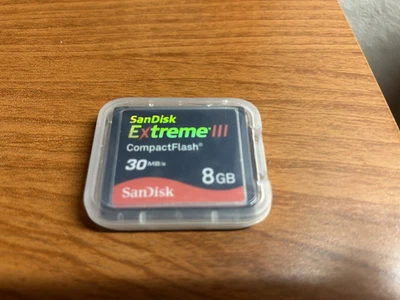 SanDisk
Extreme III
CompactFlash®
30MB/s
8GB
SanDisk